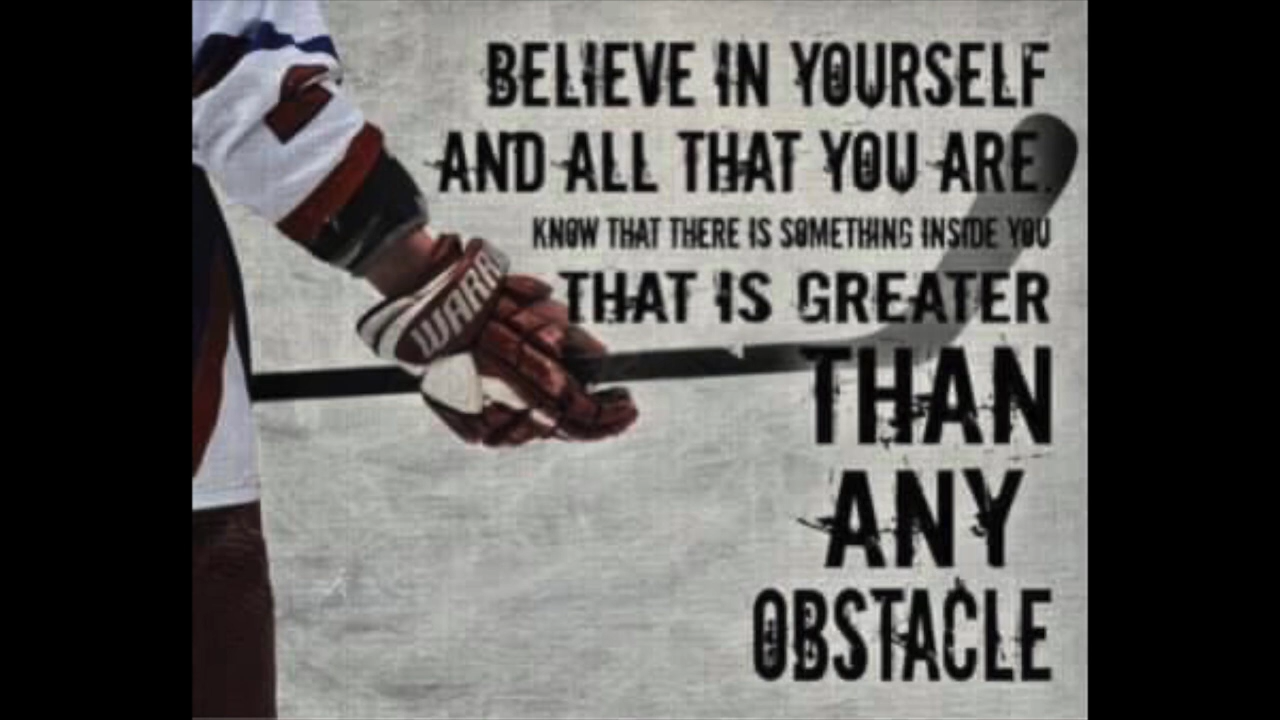 BELIEVE IN YOURSELF
AND ALL THAT YOU ARE.
KNOW THAT THERE IS SOMETHING INSIDE YOU
THAT IS GREATER
WARR
THAN
ANY
OBSTACLE